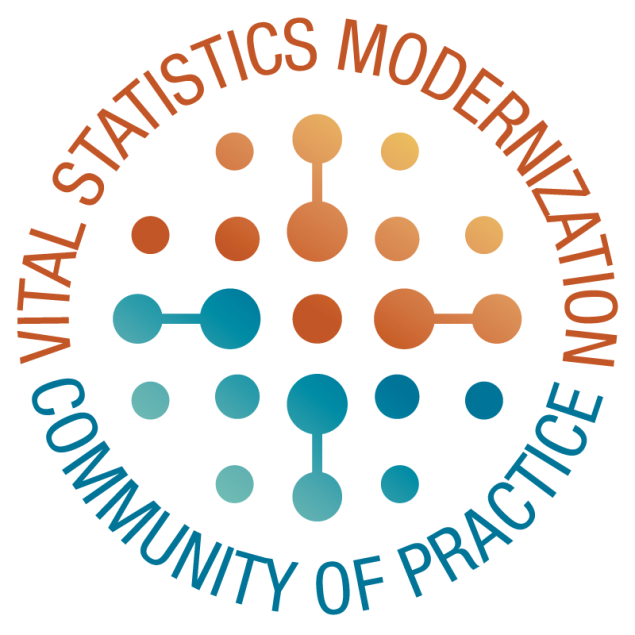 VITAL STATISTICS MODERNIZATION
COMMUNITY OF PRACTICE